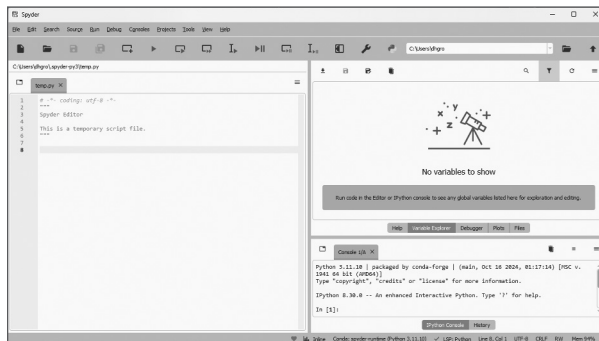 Spyder
File Edit Search Source Run Debug Consoles Projects Tools View Help
C:\Users\dhgro
C:\Users\dhgro\.spyder-py3\temp.py
temp.py
1 # -*- coding: utf-8 -*-
2 """
3 Spyder Editor
4
5 This is a temporary script file.
6 """
7
8
x y z
No variables to show
Run code in the Editor or IPython console to see any global variables listed here for exploration and editing.
Help Variable Explorer Debugger Plots Files
Console 1/A
Python 3.11.10 | packaged by conda-forge | (main, Oct 16 2024, 01:17:14) [MSC v.
1941 64 bit (AMD64)]
Type "copyright", "credits" or "license" for more information.
IPython 8.30.0 -- An enhanced Interactive Python. Type '?' for help.
In [1]:
IPython Console History
Inline Conda: spyder-runtime (Python 3.11.10) LSP: Python Line 8, Col 1 UTF-8 CRLF RW Mem 94%